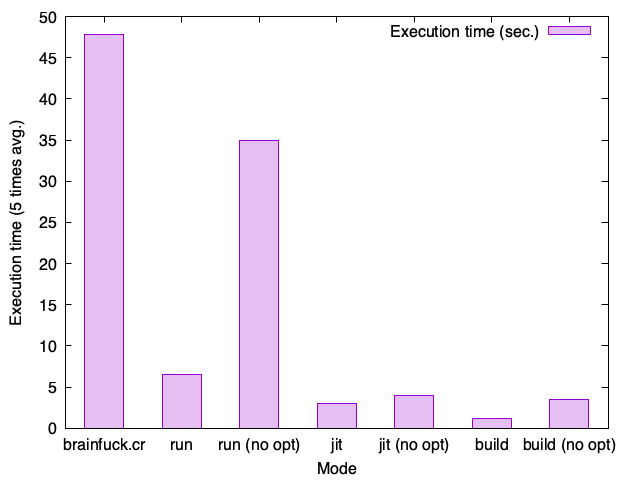 Execution time (sec.)
50
45
40
35
30
25
20
15
10
5
0
Execution time (5 times avg.)
brainfuck.cr run run (no opt) jit jit (no opt) build build (no opt)
Mode